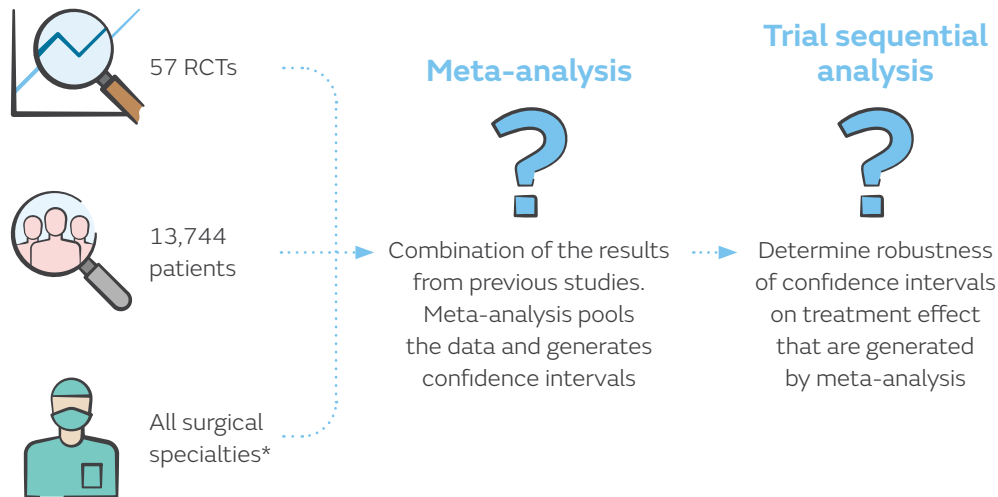 57 RCTs
13,744
patients
All surgical
specialties*
Meta-analysis
?
Combination of the results
from previous studies.
Meta-analysis pools
the data and generates
confidence intervals
Trial sequential
analysis
?
Determine robustness
of confidence intervals
on treatment effect
that are generated
by meta-analysis